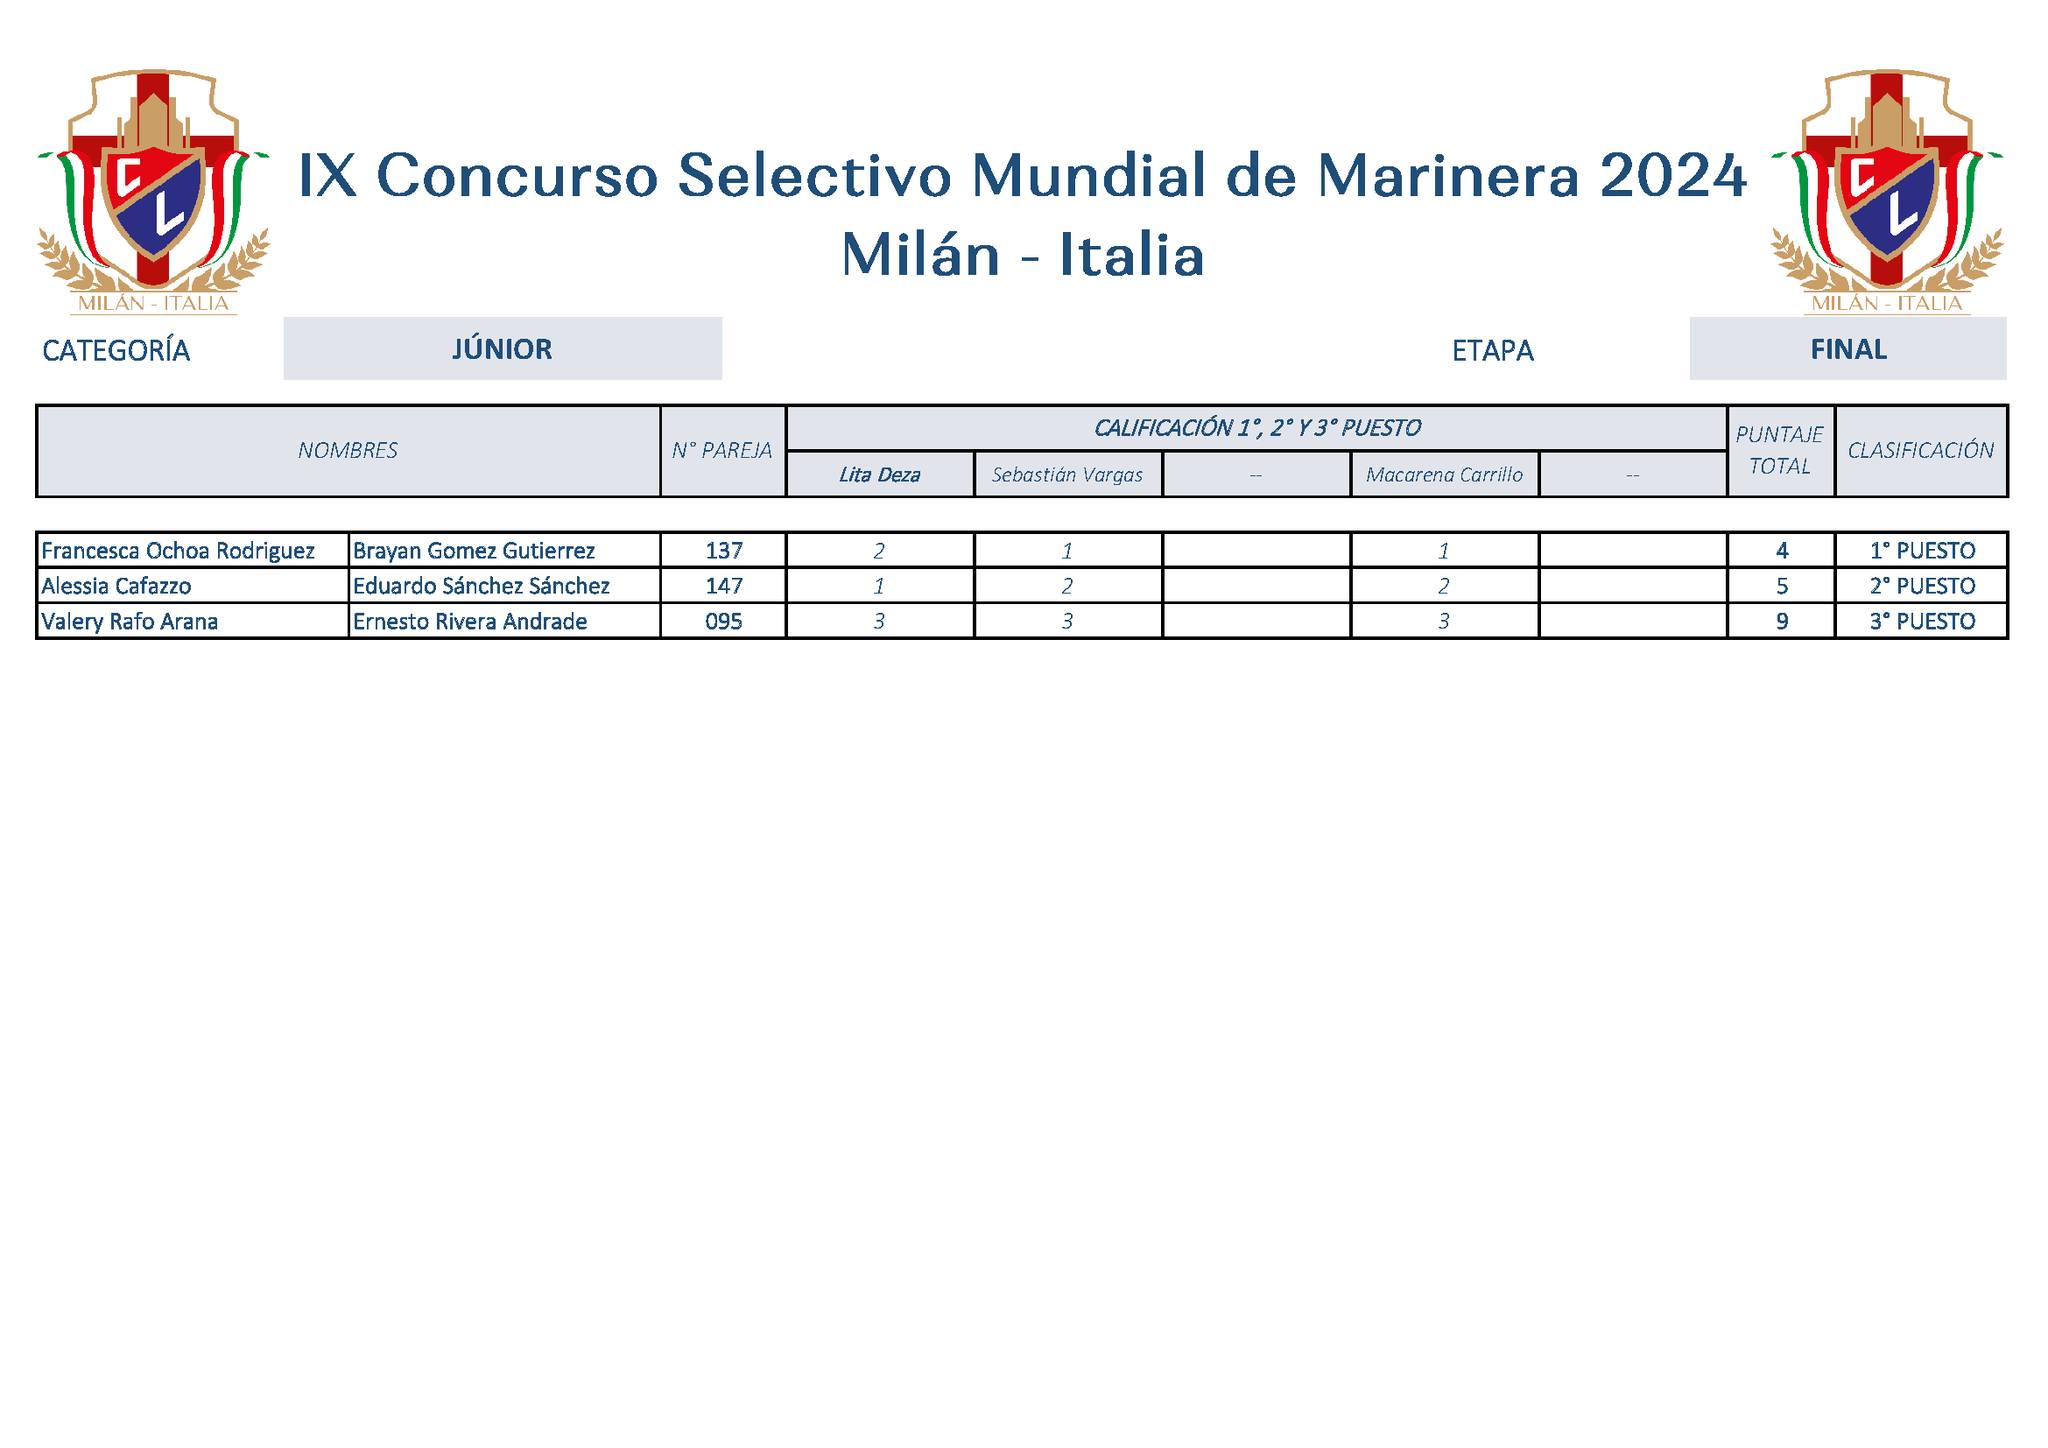 IX Concurso Selectivo Mundial de Marinera 2024
Milán - Italia
C
L
MILÁN - ITALIA
C
L
MILÁN - ITALIA
CATEGORÍA JÚNIOR ETAPA FINAL
NOMBRES N° PAREJA CALIFICACIÓN 1°, 2° Y 3° PUESTO PUNTAJE TOTAL CLASIFICACIÓN
Lita Deza Sebastián Vargas -- Macarena Carrillo --
Francesca Ochoa Rodriguez Brayan Gomez Gutierrez 137 2 1 1 4 1° PUESTO
Alessia Cafazzo Eduardo Sánchez Sánchez 147 1 2 2 5 2° PUESTO
Valery Rafo Arana Ernesto Rivera Andrade 095 3 3 3 9 3° PUESTO